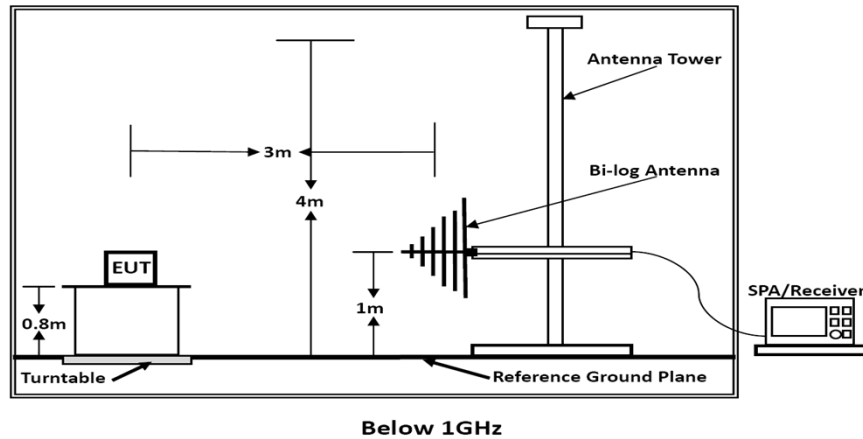 Antenna Tower
3m
Bi-log Antenna
4m
EUT
0.8m
1m
SPA/Receiver
Turntable
Reference Ground Plane
Below 1GHz